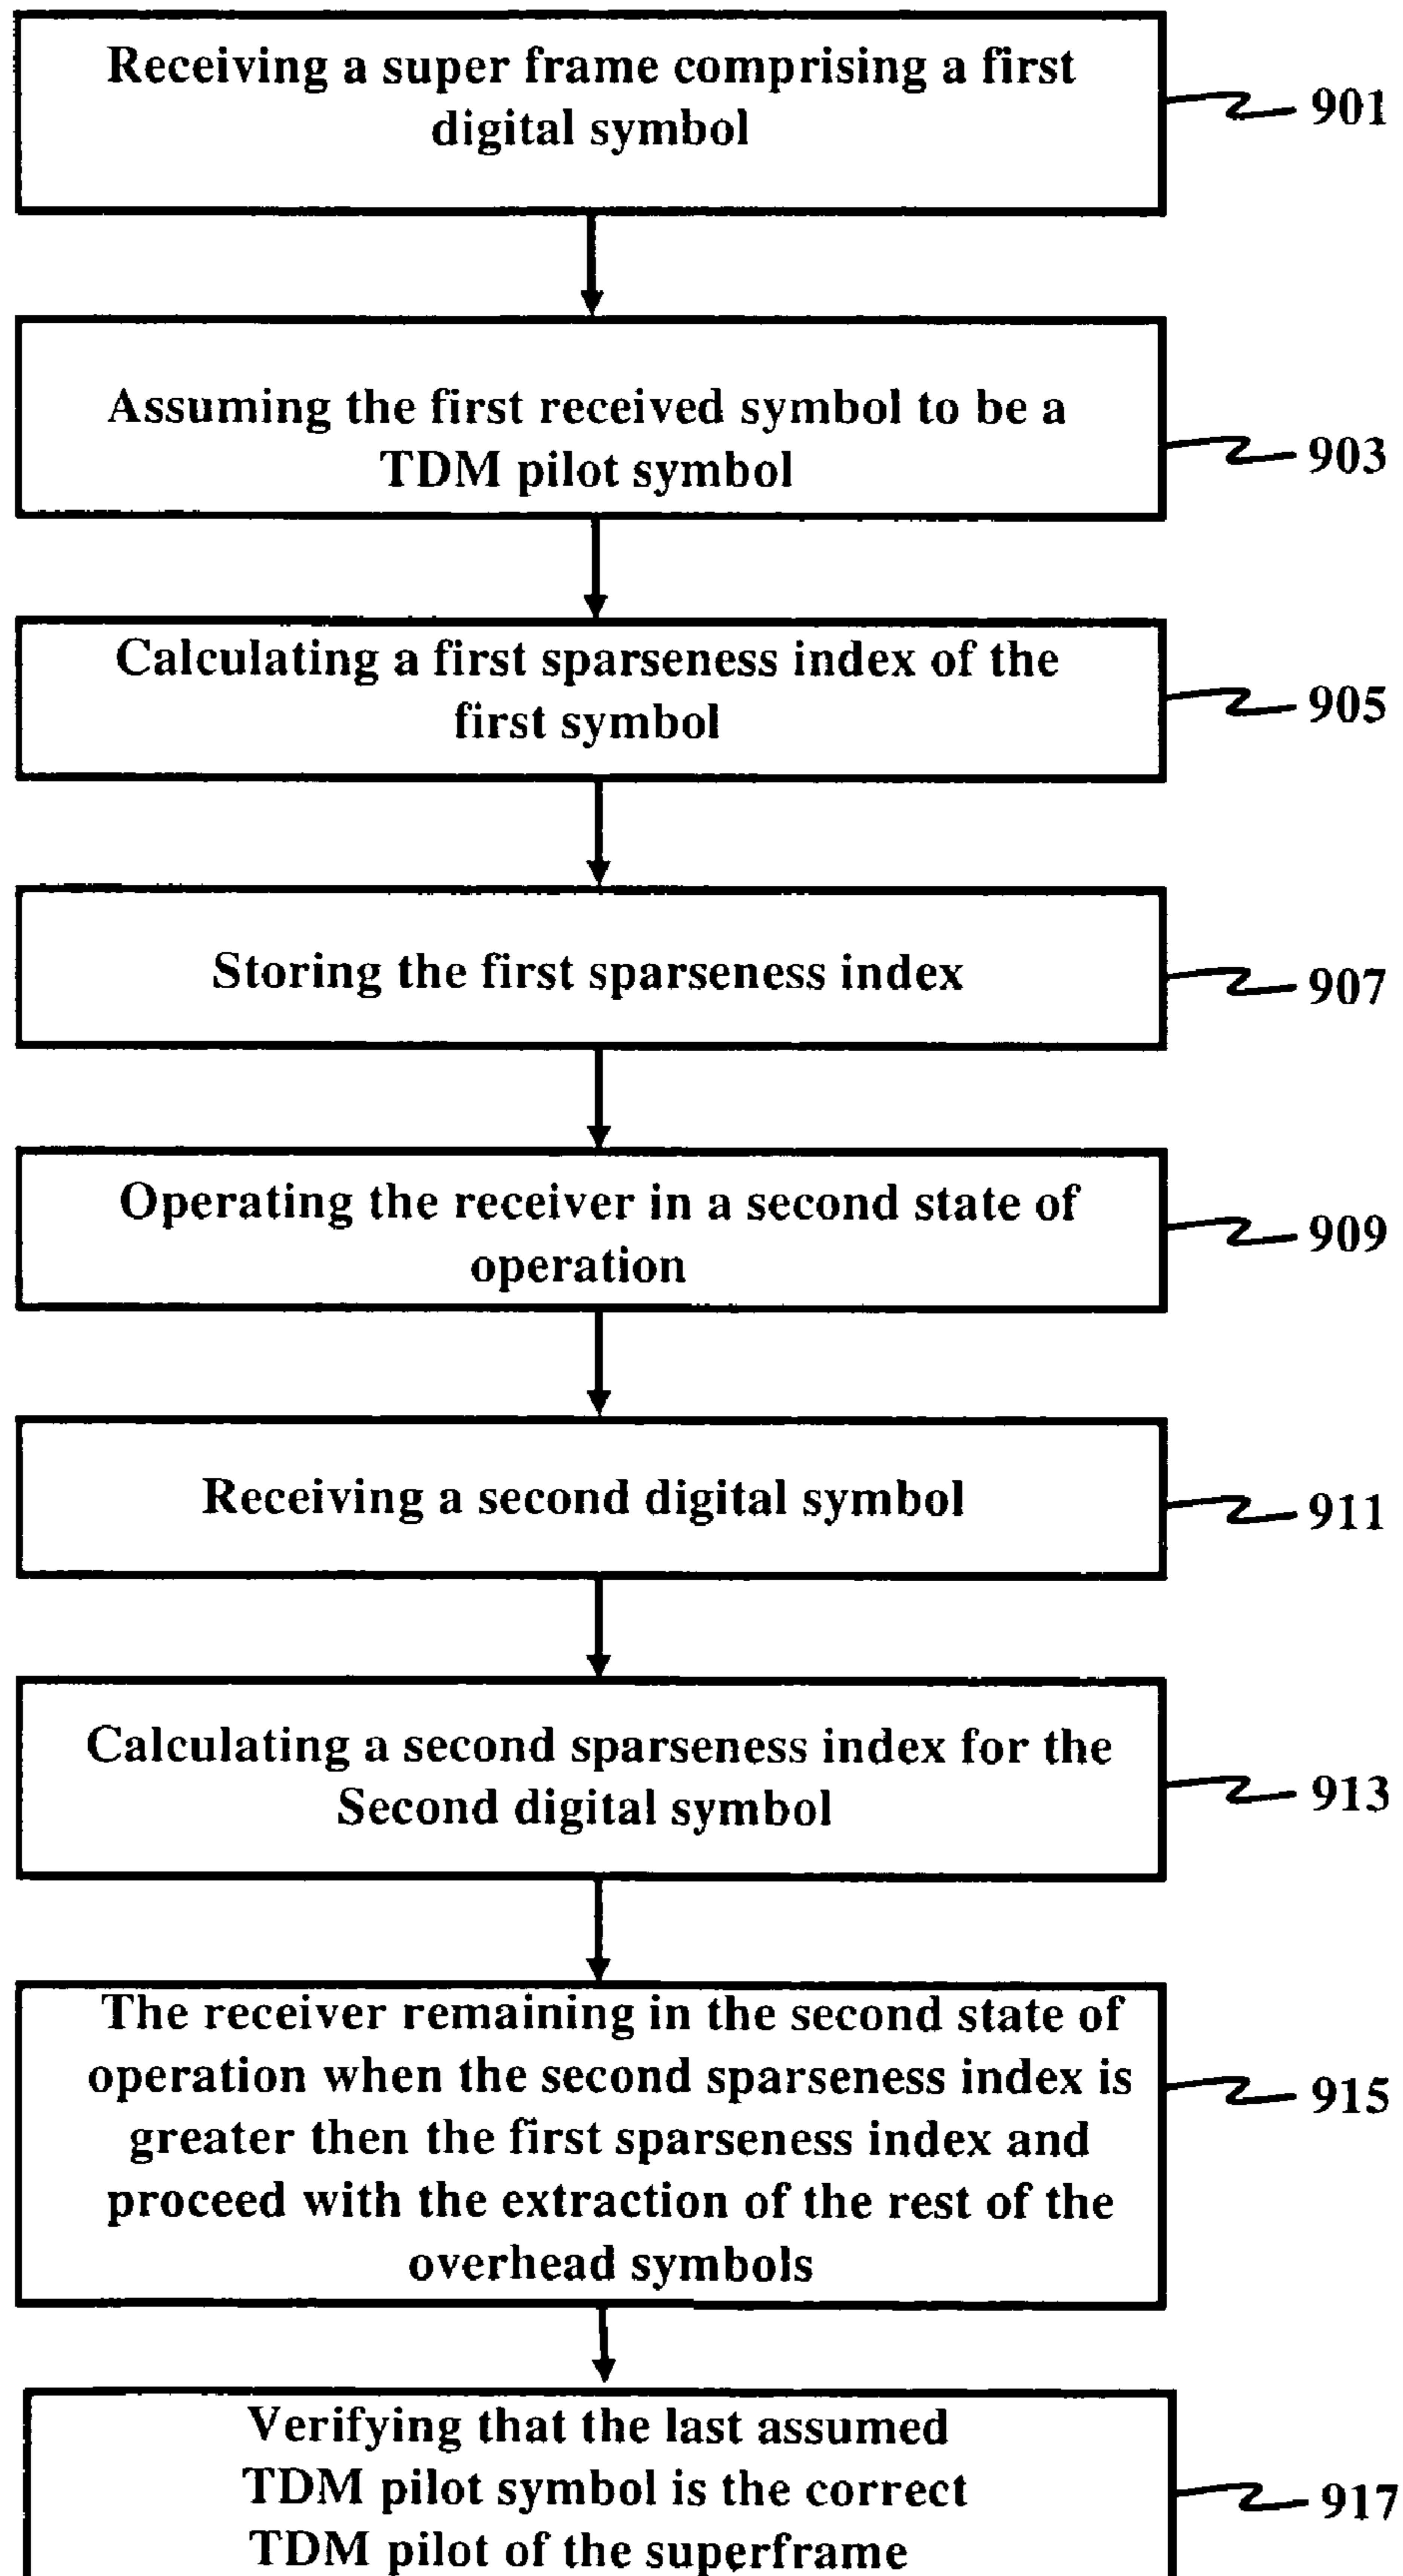 Receiving a super frame comprising a first
digital symbol
901
Assuming the first received symbol to be a
TDM pilot symbol
903
Calculating a first sparseness index of the
first symbol
905
Storing the first sparseness index
907
Operating the receiver in a second state of
operation
909
Receiving a second digital symbol
911
Calculating a second sparseness index for the
Second digital symbol
913
The receiver remaining in the second state of
operation when the second sparseness index is
greater then the first sparseness index and
proceed with the extraction of the rest of the
overhead symbols
915
Verifying that the last assumed
TDM pilot symbol is the correct
TDM pilot of the superframe
917